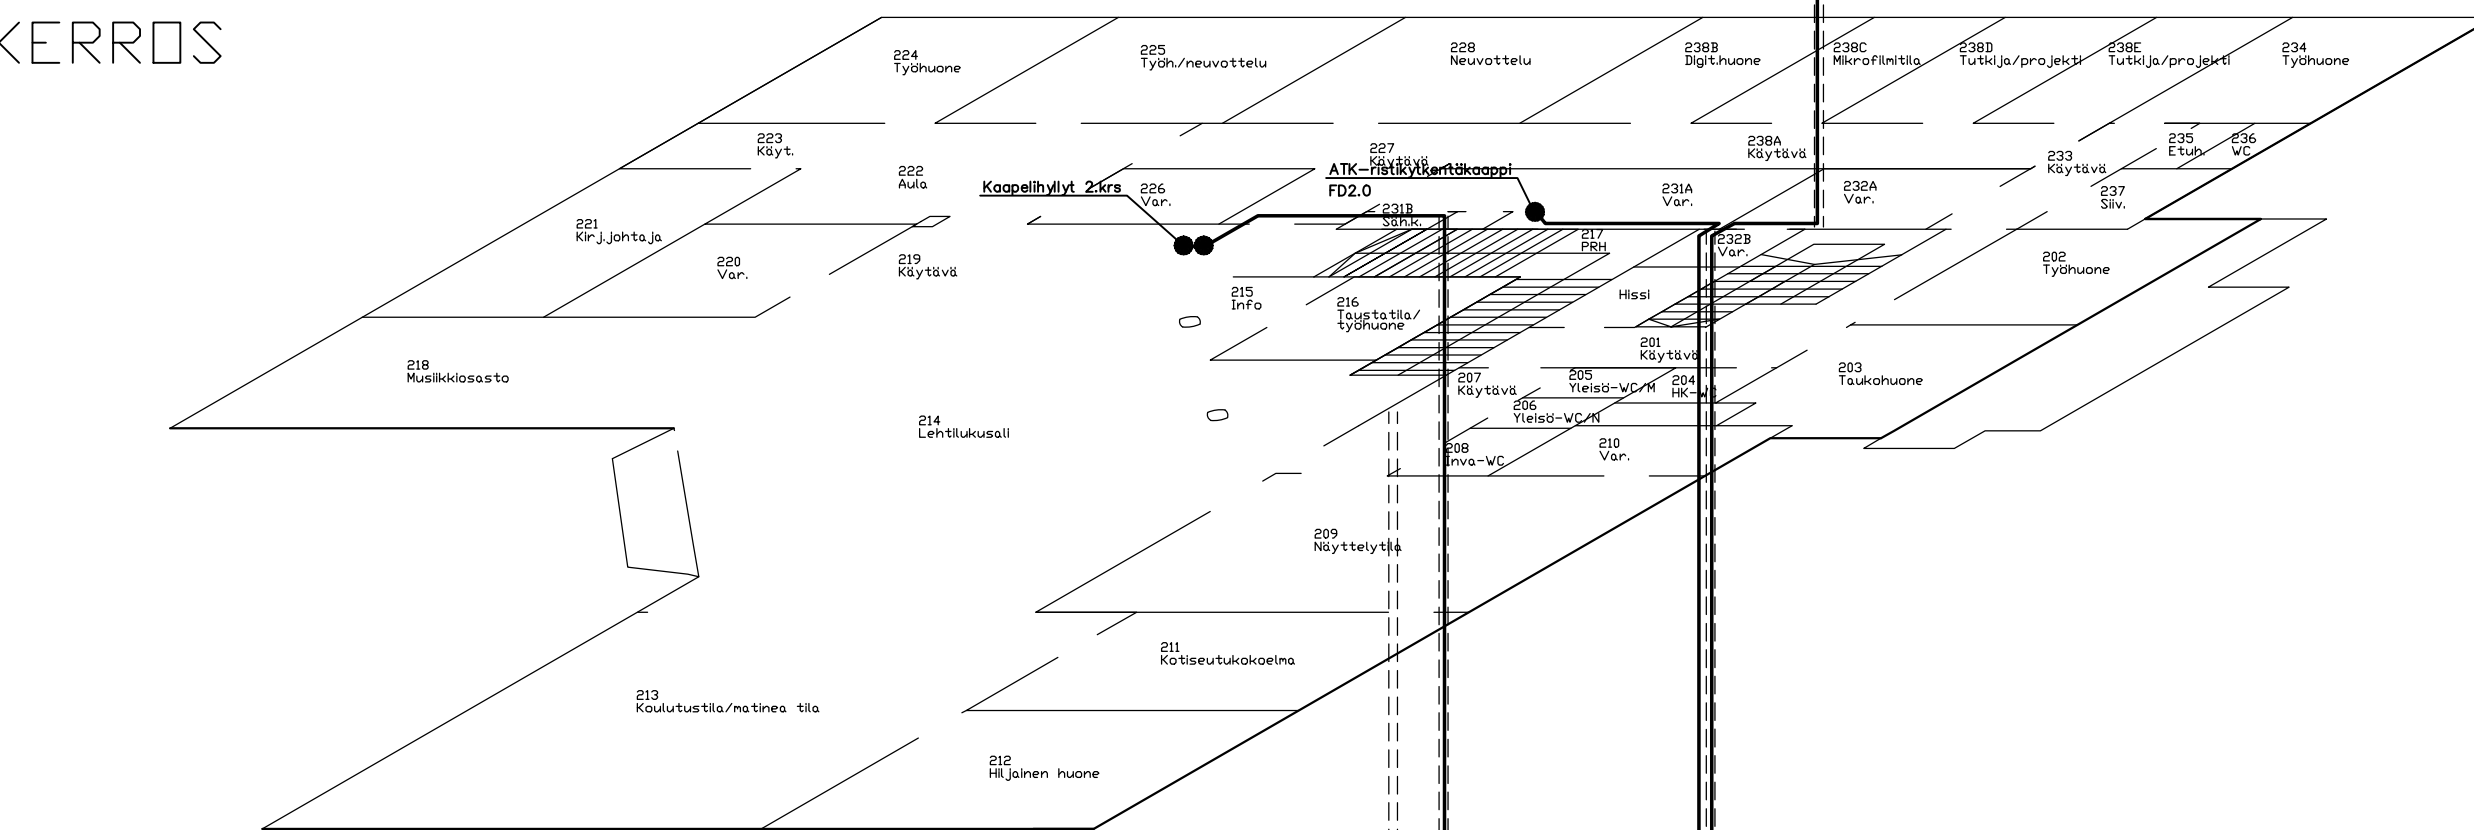 KERROS
224
Työhuone
225
Työh./neuvottelu
228
Neuvottelu
238B
Digit.huone
238C
Mikrofilmitila
238D
Tutkija/projekti
238E
Tutkija/projekti
234
Työhuone
223
Käyt.
222
Aula
227
Käytävä
ATK-ristikytkentäkaappi
FD2.0
238A
Käytävä
233
Käytävä
235
Etuh.
236
WC
Kaapelihyllyt 2.krs
226
Var.
231B
Säh.k.
231A
Var.
232A
Var.
237
Siiv.
221
Kirj.johtaja
220
Var.
219
Käytävä
217
PRH
232B
Var.
202
Työhuone
215
Info
216
Taustatila/
työhuone
Hissi
218
Musiikkiosasto
201
Käytävä
203
Taukohuone
207
Käytävä
205
Yleisö-WC/M
204
HK-WC
206
Yleisö-WC/N
214
Lehtilukusali
208
Inva-WC
210
Var.
209
Näyttelytila
211
Kotiseutukokoelma
213
Koulutustila/matinea tila
212
Hiljainen huone